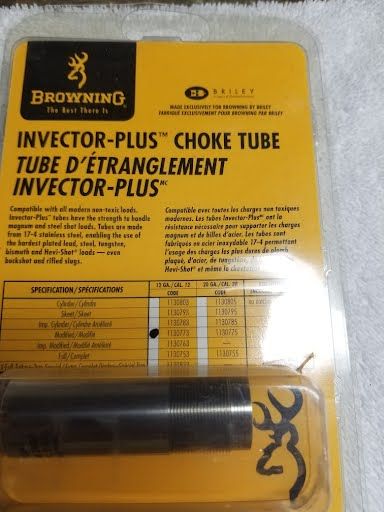 BROWNING
The Best There Is
BRILEY
MADE EXCLUSIVELY FOR BROWNING BY BRILEY
FABRIQUÉ EXCLUSIVEMENT POUR BROWNING PAR BRILEY
INVECTOR-PLUS™ CHOKE TUBE
TUBE D'ÉTRANGLEMENT
INVECTOR-PLUS MC
Compatible with all modern non-toxic loads.
Invector-Plus™ tubes have the strength to handle
magnum and steel shot loads. Tubes are made
from 17-4 stainless steel, enabling the use of
the hardest plated lead, steel, tungsten,
bismuth and Hevi-Shot® loads — even
buckshot and rifled slugs.
Compatible avec toutes les charges non toxiques
modernes. Les tubes Invector-Plus ont la
résistance nécessaire pour supporter les charges
magnum et de billes d'acier. Les tubes sont
fabriqués en acier inoxydable 17-4 permettant
l'usage des charges les plus dures de plomb
plaqué, d'acier, de tungstène, de
Hevi-Shot® et même la chevrotine
SPECIFICATION/SPÉCIFICATIONS
12 GA./CAL. 12 CODE
20 GA./CAL. 20 CODE
Cylinder/Cylindre 1130803 1130805
Skeet/Skeet 1130793 1130795
Imp. Cylinder/Cylindre Amélioré 1130783 1130785
Modified/Modifié 1130773 1130775
Imp. Modified/Modifié Amélioré 1130763 —
Full/Complet 1130753 1130755